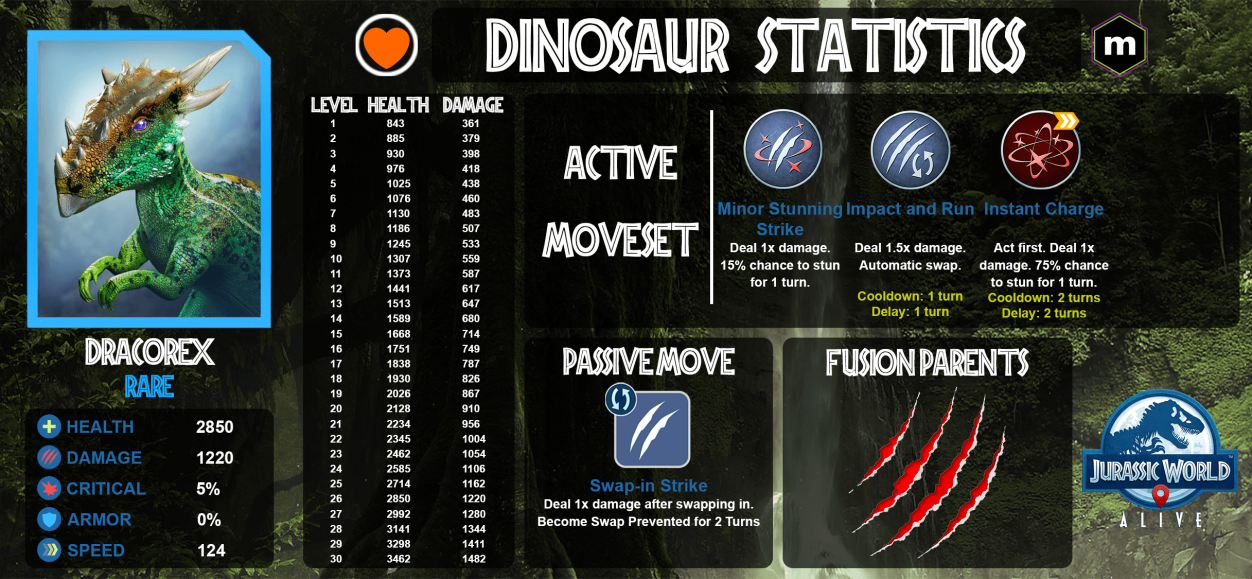 DINOSAUR STATISTICS
m
LEVEL HEALTH DAMAGE
1 843 361
2 885 379
3 930 398
4 976 418
5 1025 438
6 1076 460
7 1130 483
8 1186 507
9 1245 533
10 1307 559
11 1373 587
12 1441 617
13 1513 647
14 1589 680
15 1668 714
16 1751 749
17 1838 787
18 1930 826
19 2026 867
20 2128 910
21 2234 956
22 2345 1004
23 2462 1054
24 2585 1106
25 2714 1162
26 2850 1220
27 2992 1280
28 3141 1344
29 3298 1411
30 3462 1482
DRACOREX
RARE
HEALTH 2850
DAMAGE 1220
CRITICAL 5%
ARMOR 0%
SPEED 124
ACTIVE
MOVESET
Minor Stunning
Strike
Deal 1x damage.
15% chance to stun
for 1 turn.
Impact and Run
Deal 1.5x damage.
Automatic swap.
Cooldown: 1 turn
Delay: 1 turn
Instant Charge
Act first. Deal 1x
damage. 75% chance
to stun for 1 turn.
Cooldown: 2 turns
Delay: 2 turns
PASSIVE MOVE
Swap-in Strike
Deal 1x damage after swapping in.
Become Swap Prevented for 2 Turns
FUSION PARENTS
JURASSIC WORLD
ALIVE